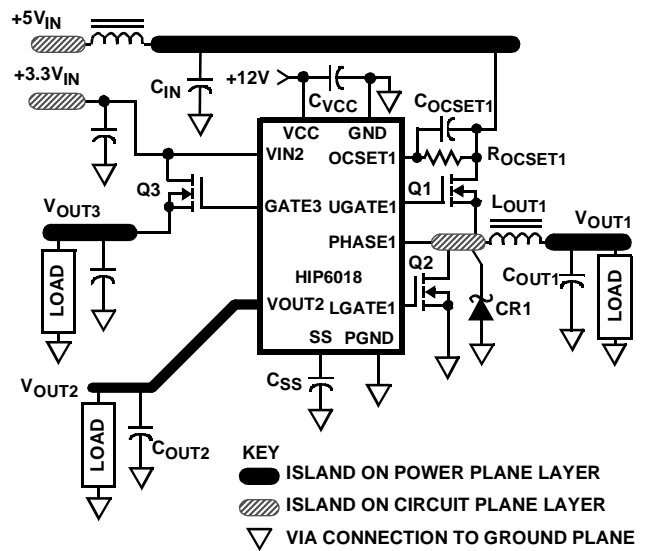 +5VIN
+3.3VIN
CIN
+12V
CVCC
COCSET1
VCC
GND
VIN2
OCSET1
ROCSET1
Q3
Q1
GATE3
UGATE1
LOUT1
VOUT3
VOUT1
PHASE1
Q2
LOAD
HIP6018
COUT1
LOAD
VOUT2
LGATE1
CR1
SS
PGND
VOUT2
CSS
LOAD
COUT2
KEY
ISLAND ON POWER PLANE LAYER
ISLAND ON CIRCUIT PLANE LAYER
VIA CONNECTION TO GROUND PLANE